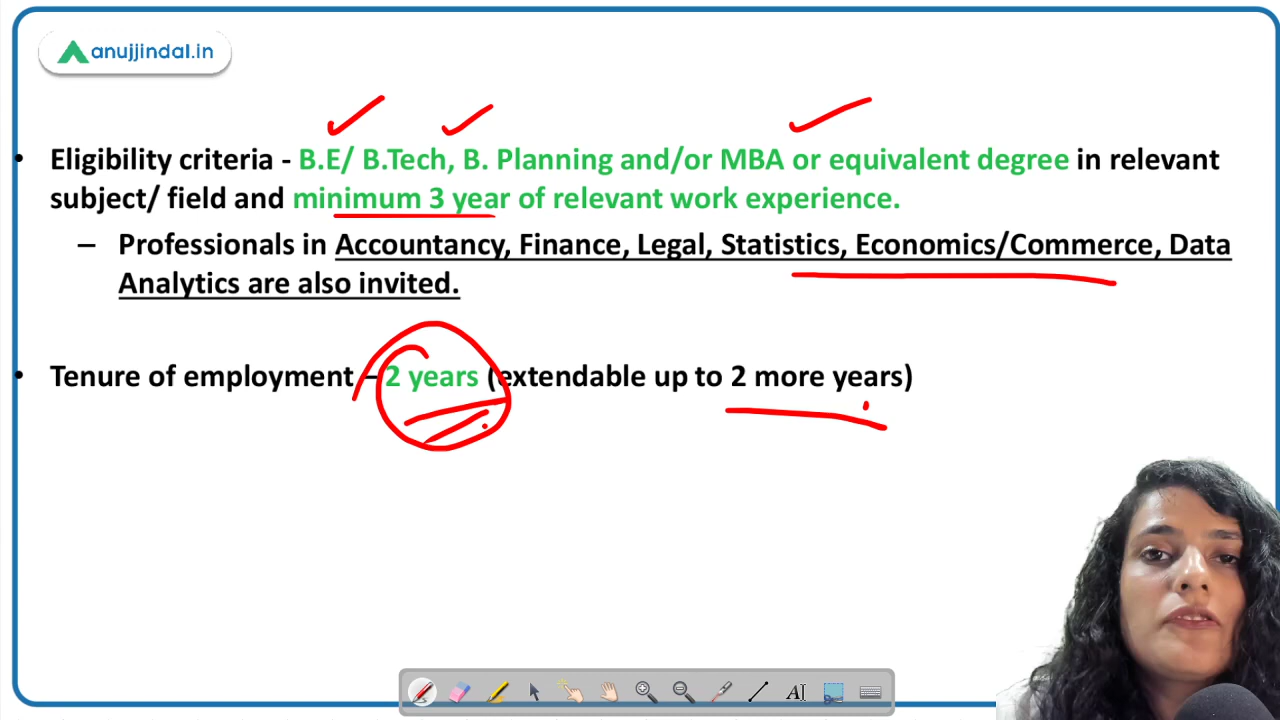 anujjindal.in
• Eligibility criteria - B.E/ B.Tech, B. Planning and/or MBA or equivalent degree in relevant
subject/ field and minimum 3 year of relevant work experience.
– Professionals in Accountancy, Finance, Legal, Statistics, Economics/Commerce, Data
Analytics are also invited.
• Tenure of employment – 2 years (extendable up to 2 more years)